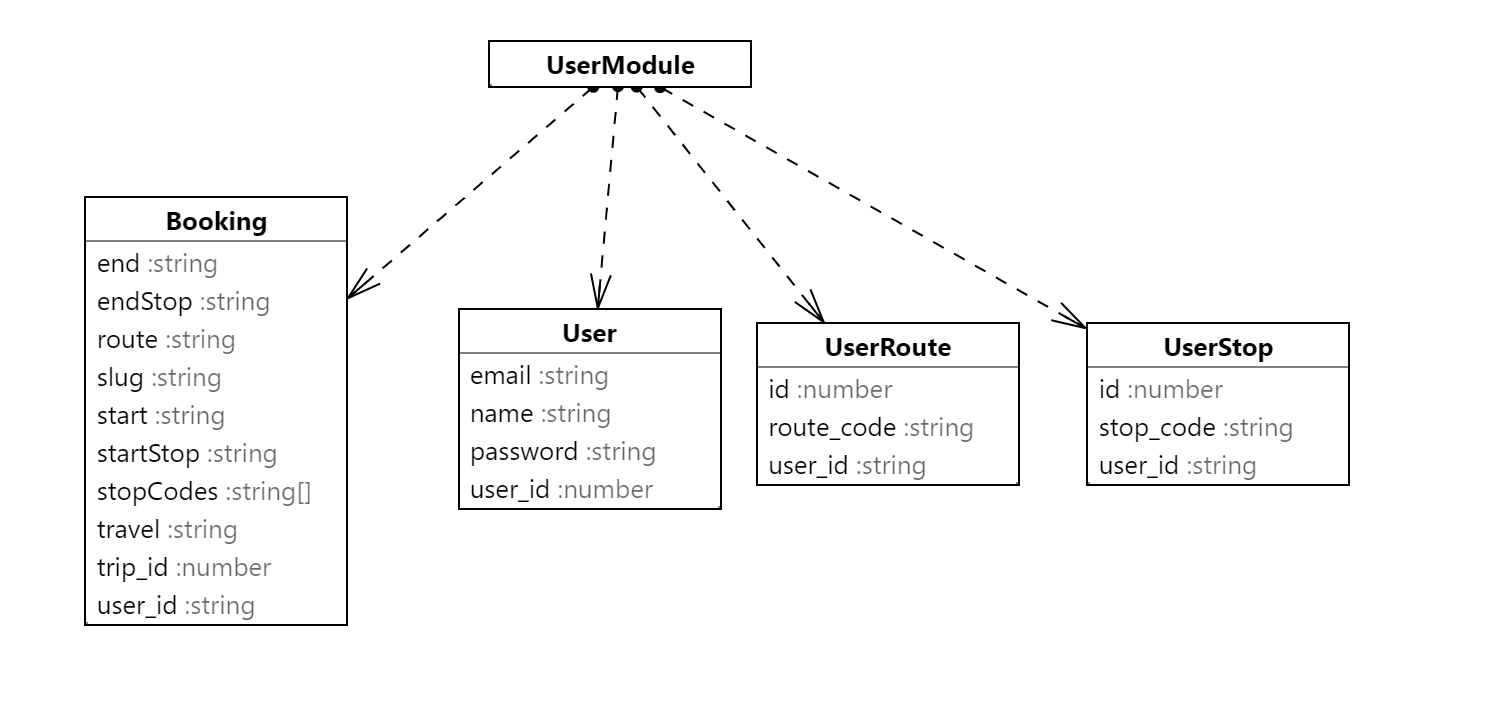 UserModule
Booking
end :string
endStop :string
route :string
slug :string
start :string
startStop :string
stopCodes :string[]
travel :string
trip_id :number
user_id :string
User
email :string
name :string
password :string
user_id :number
UserRoute
id :number
route_code :string
user_id :string
UserStop
id :number
stop_code :string
user_id :string